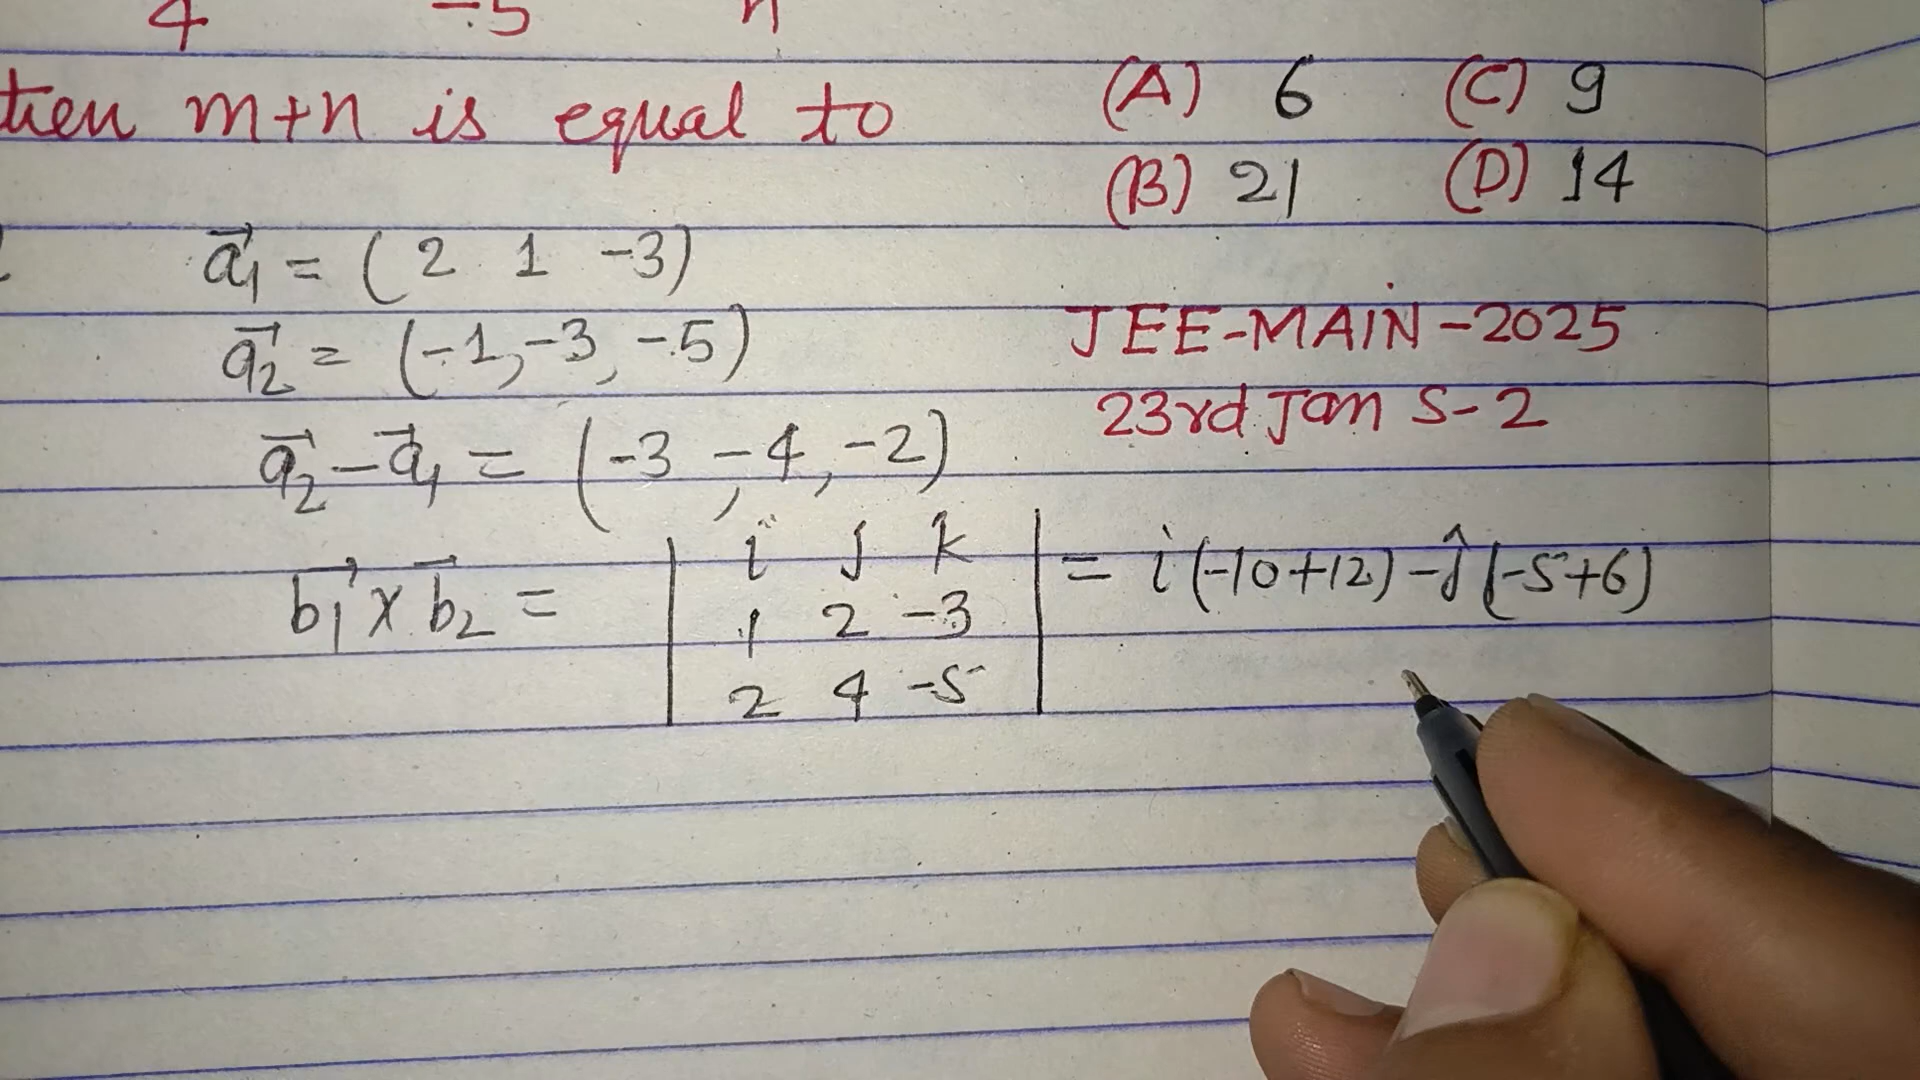 4 -5 n
then m+n is equal to
(A) 6 (C) 9
(B) 21 (D) 14
a⃗1 = (2 1 -3)
a⃗2 = (-1, -3, -5)
JEE-MAIN-2025
23rd Jan S-2
a⃗2 - a⃗1 = (-3, -4, -2)
b⃗1 × b⃗2 = | i j k | = i(-10+12) - ĵ(-5+6)
1 2 -3
2 4 -5